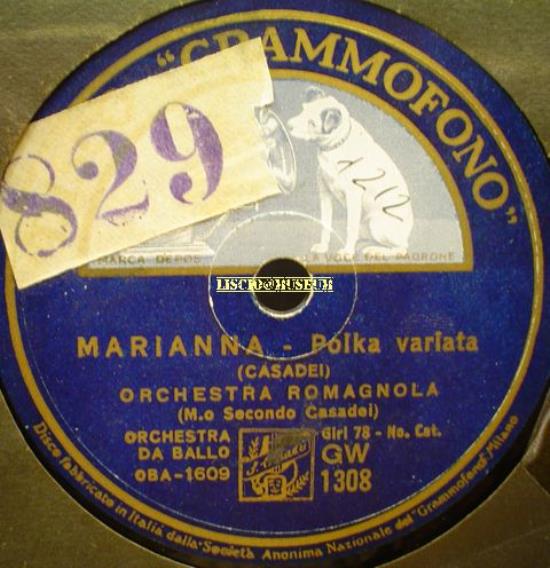 "GRAMMOFONO"
829
1212
MARCA DEPOS
LA VOCE DEL PADRONE
LISCIO@MUSEUM
MARIANNA - Polka variata
(CASADEI)
ORCHESTRA ROMAGNOLA
(M.o Secondo Casadei)
ORCHESTRA
DA BALLO
OBA-1609
Giri 78 - No. Cat.
GW
1308
Disco fabbricato in Italia dalla "Società Anonima Nazionale del "Grammofono" Milano